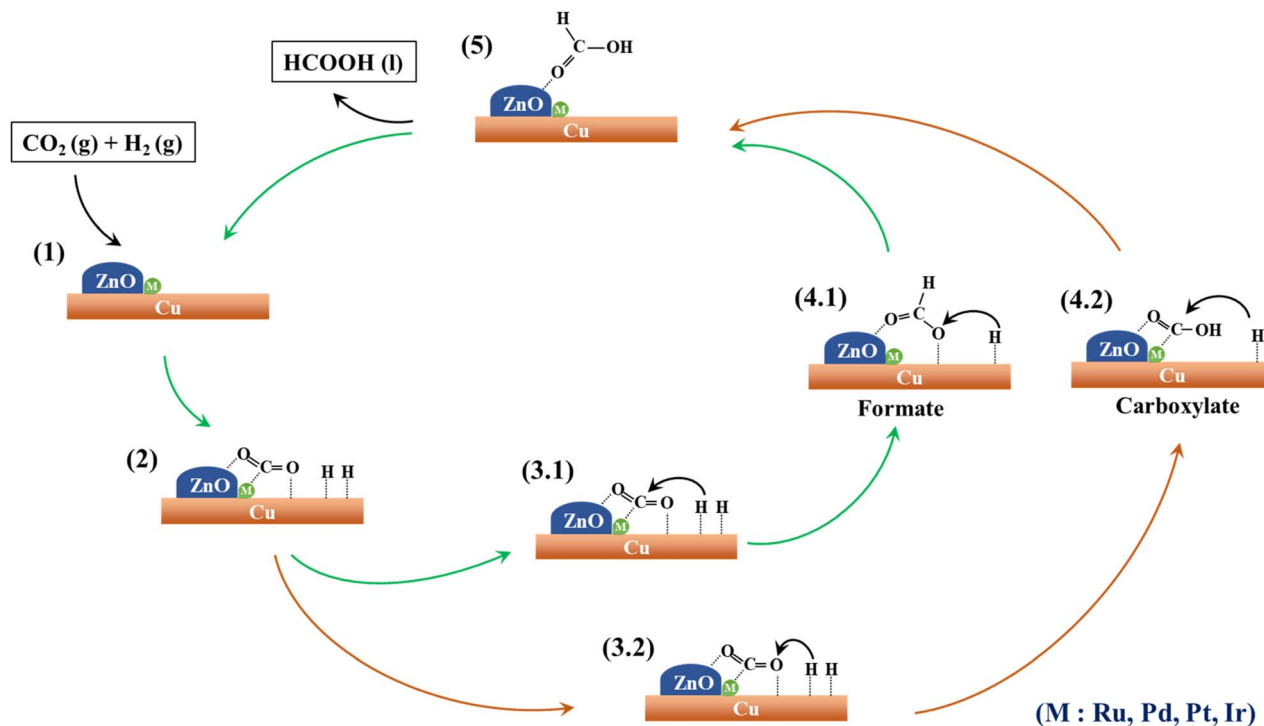 (5)
H
C OH
O
ZnO
M
Cu
HCOOH (l)
CO₂ (g) + H₂ (g)
(1)
ZnO
M
Cu
(2)
O
C
O
H H
ZnO
M
Cu
(3.1)
O
C
O
H H
ZnO
M
Cu
(4.1)
H
O
C
O
H
ZnO
M
Cu
Formate
(4.2)
O
C OH
H
ZnO
M
Cu
Carboxylate
(3.2)
O
C
O
H H
ZnO
M
Cu
(M : Ru, Pd, Pt, Ir)